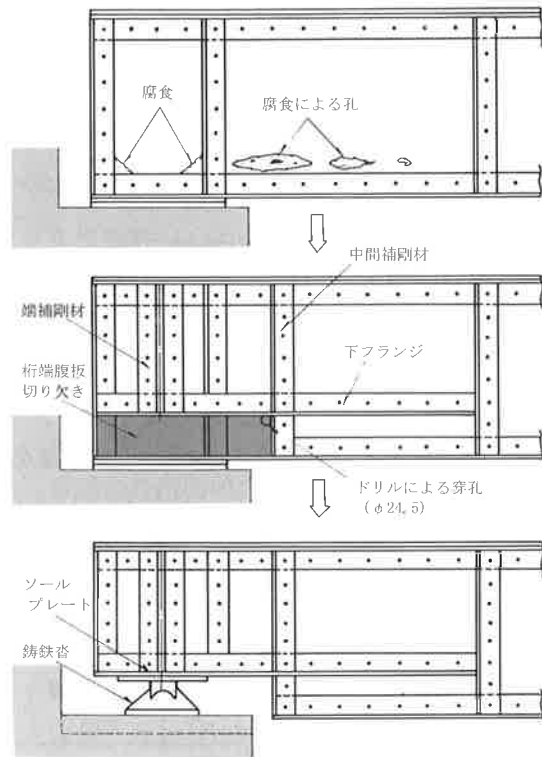 腐食
腐食による孔
中間補剛材
端補剛材
下フランジ
桁端腹板
切り欠き
ドリルによる穿孔
(φ24.5)
ソール
プレート
鋳鉄沓